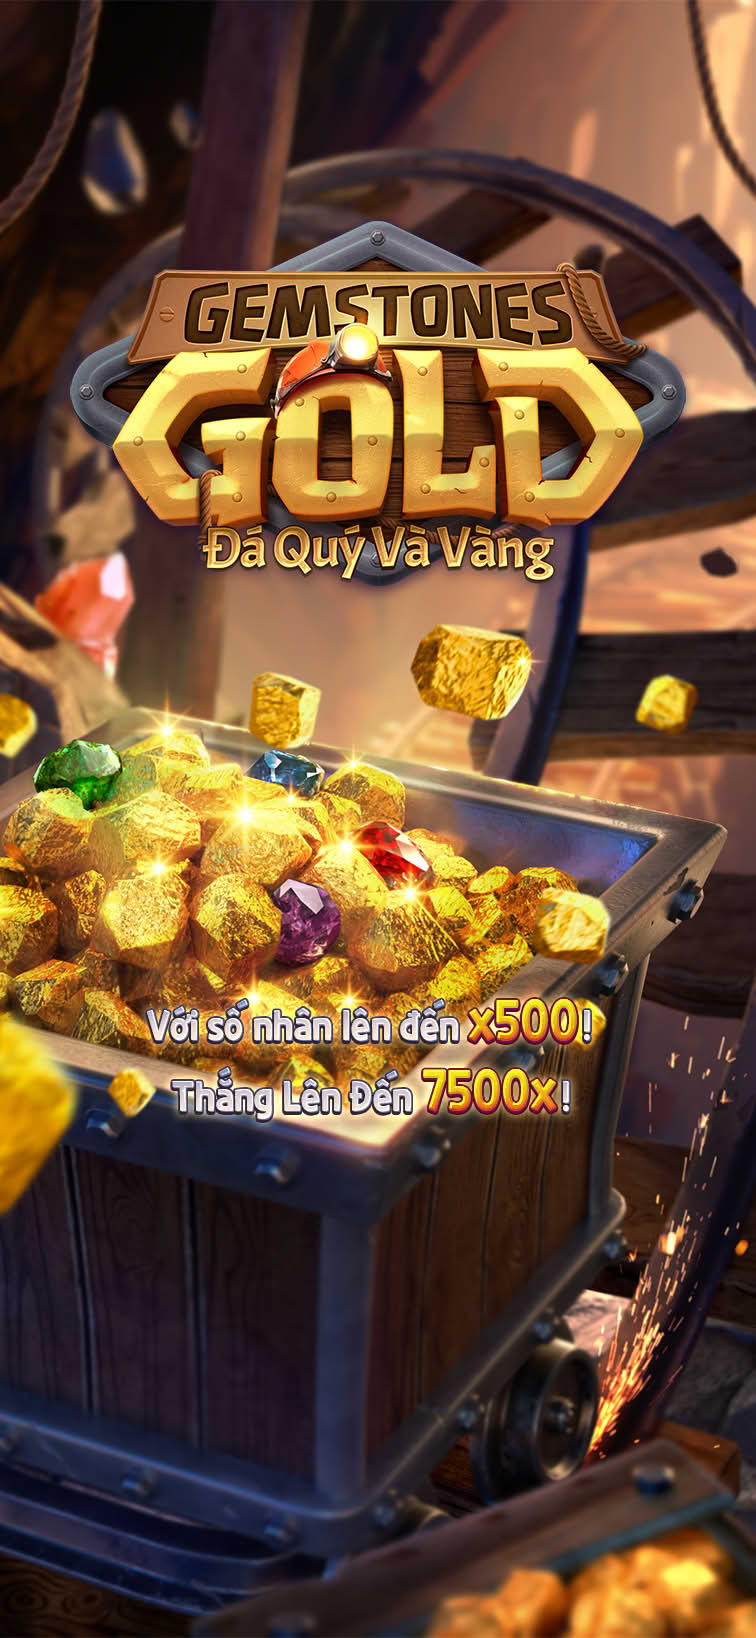 GEMSTONES
GOLD
Đá Quý Và Vàng
Với số nhân lên đến x500!
Thắng Lên Đến 7500x!